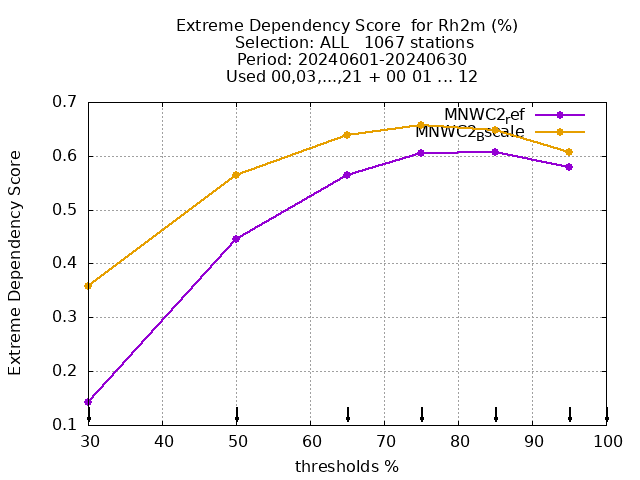 Extreme Dependency Score  for Rh2m (%)
Selection: ALL   1067 stations
Period: 20240601-20240630
Used 00,03,...,21 + 00 01 ... 12
MNWC2ref
MNWC2Bscale
0.7
0.6
0.5
0.4
0.3
0.2
0.1
Extreme Dependency Score
30 40 50 60 70 80 90 100
thresholds %